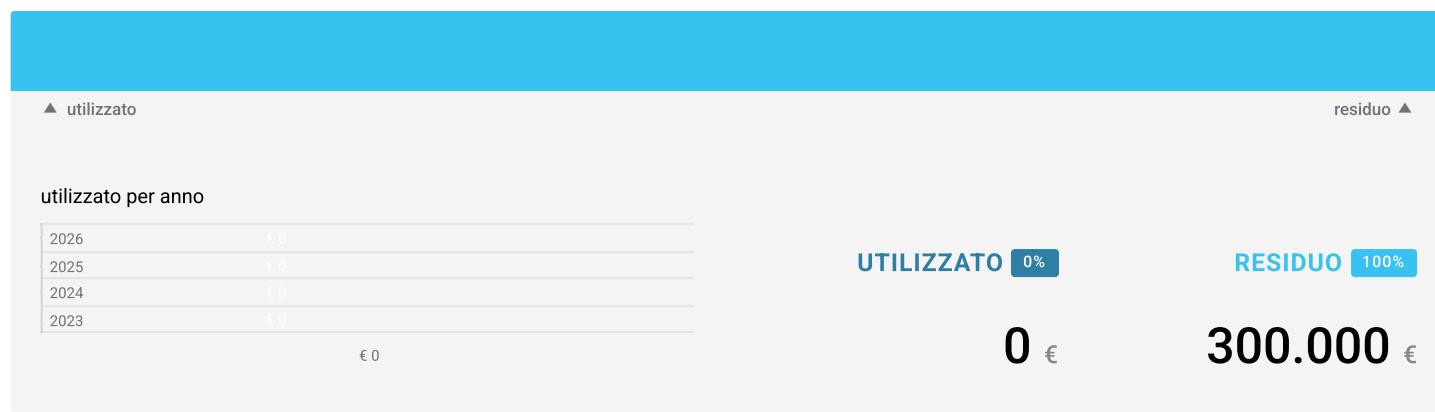 utilizzato
residuo
utilizzato per anno
2026 € 0
2025 € 0
2024 € 0
2023 € 0
€ 0
UTILIZZATO 0%
0 €
RESIDUO 100%
300.000 €